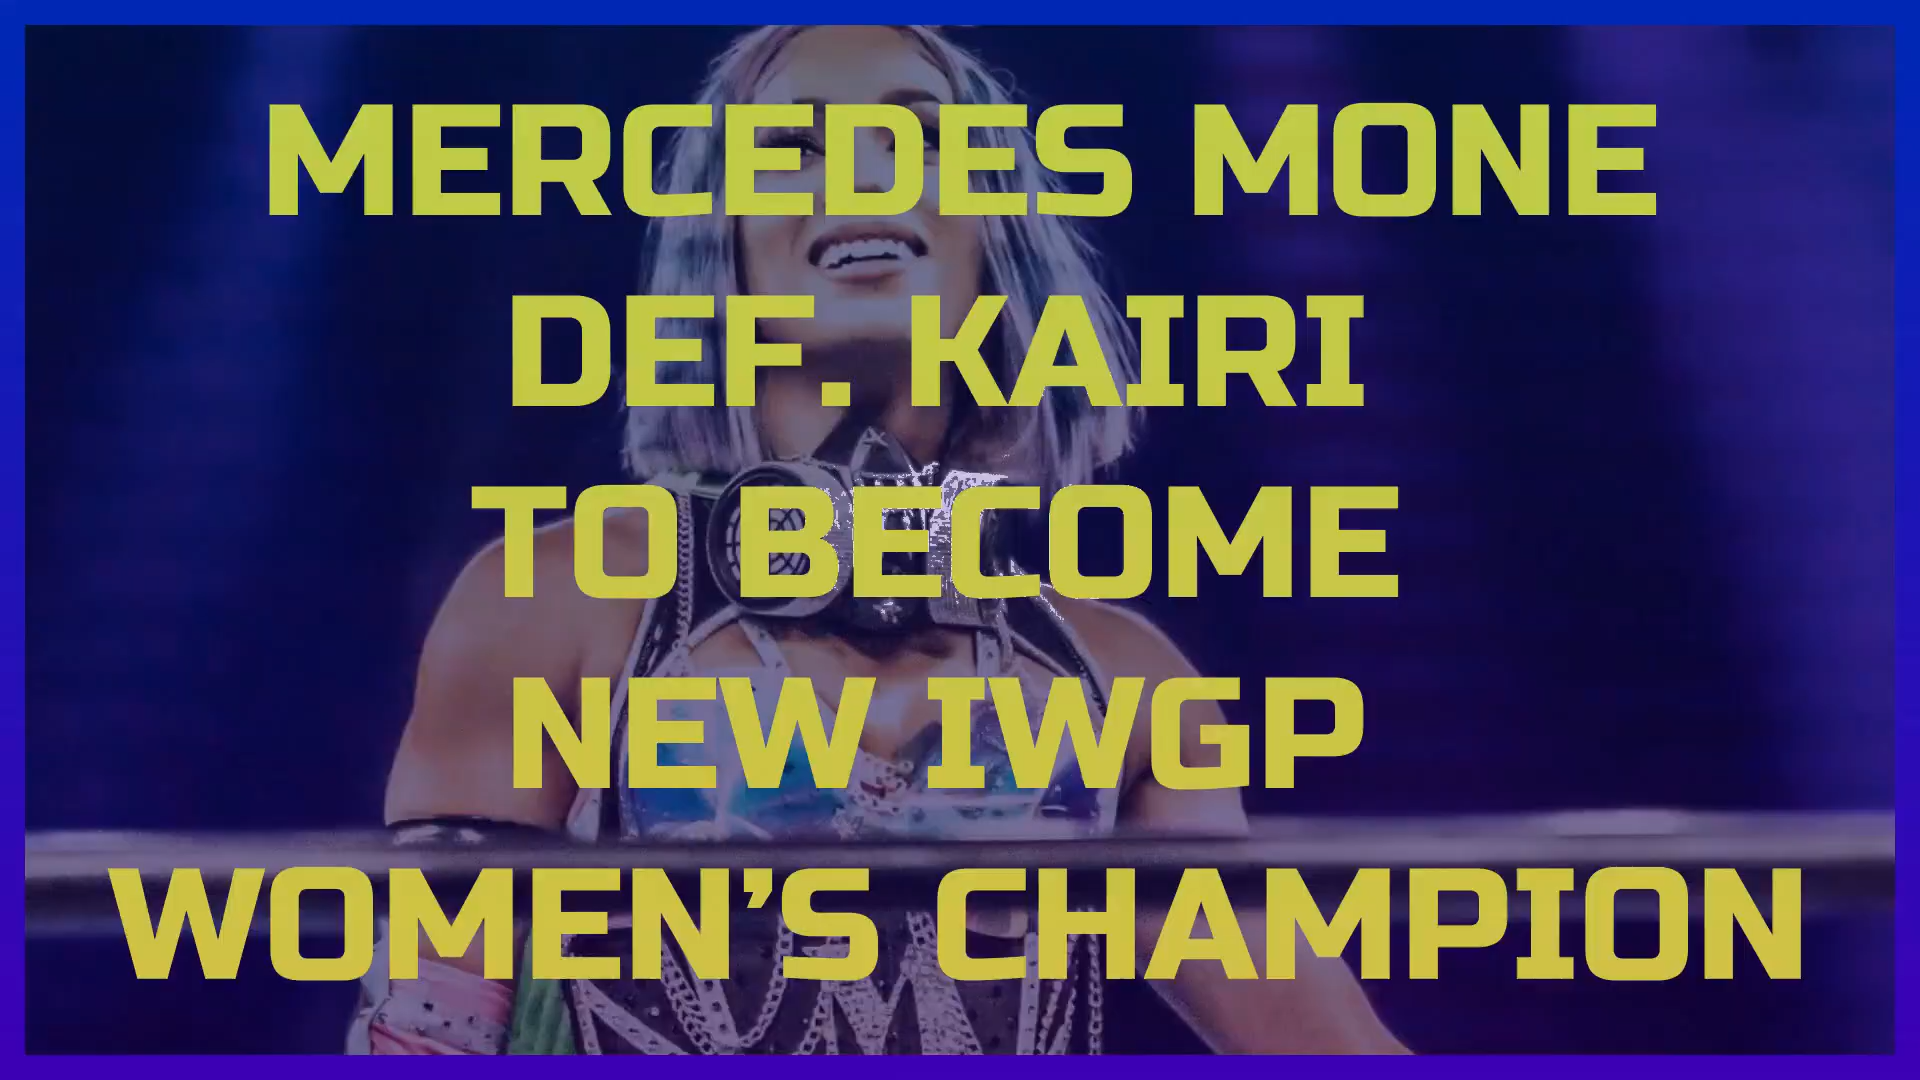 MERCEDES MONE
DEF. KAIRI
TO BECOME
NEW IWGP
WOMEN’S CHAMPION